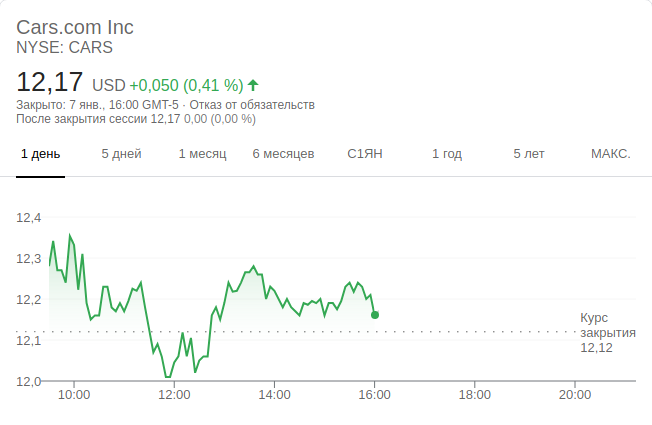 Cars.com Inc
NYSE: CARS
12,17 USD +0,050 (0,41 %)
Закрыто: 7 янв., 16:00 GMT-5 · Отказ от обязательств
После закрытия сессии 12,17 0,00 (0,00 %)
1 день 5 дней 1 месяц 6 месяцев С1ЯН 1 год 5 лет МАКС.
12,4
12,3
12,2
12,1
12,0
Курс
закрытия
12,12
10:00 12:00 14:00 16:00 18:00 20:00